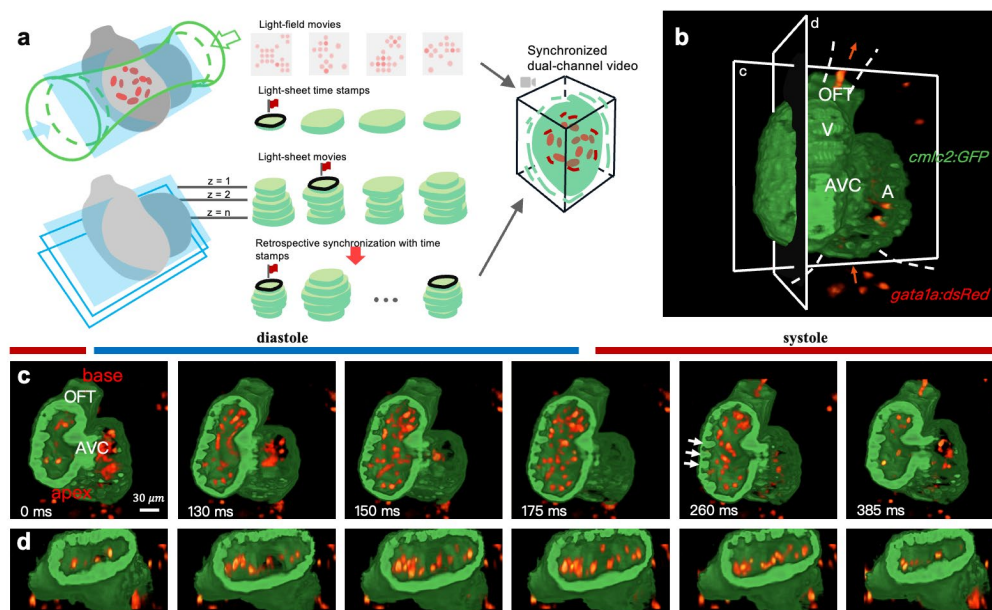 a
Light-field movies
Light-sheet time stamps
Light-sheet movies
z = 1
z = 2
z = n
Retrospective synchronization with time
stamps
Synchronized
dual-channel video
b
d
c
OFT
V
cmlc2:GFP
AVC
A
gata1a:dsRed
diastole
systole
c
base
OFT
AVC
apex
30 μm
0 ms
130 ms
150 ms
175 ms
260 ms
385 ms
d